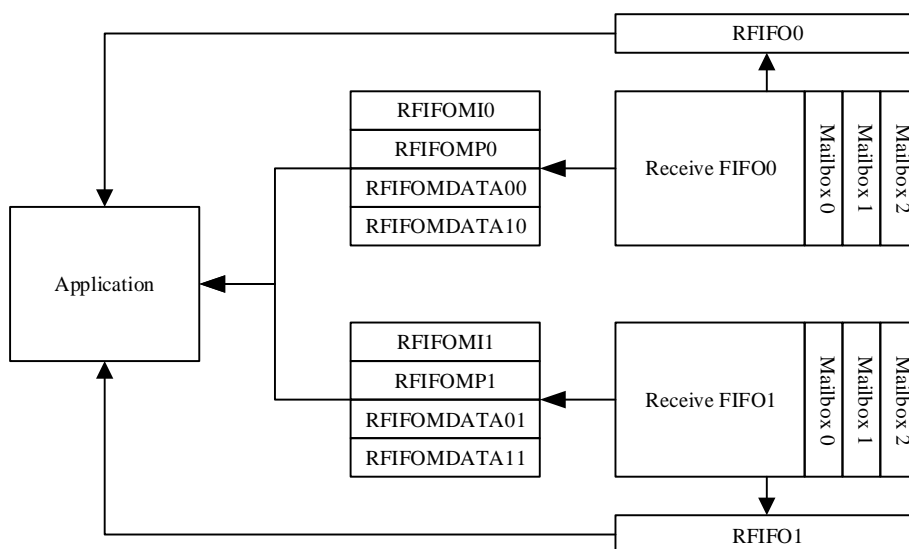 RFIFO0
RFIFOMI0
RFIFOMP0
RFIFOMDATA00
RFIFOMDATA10
Receive FIFO0
Mailbox 0
Mailbox 1
Mailbox 2
Application
RFIFOMI1
RFIFOMP1
RFIFOMDATA01
RFIFOMDATA11
Receive FIFO1
Mailbox 0
Mailbox 1
Mailbox 2
RFIFO1